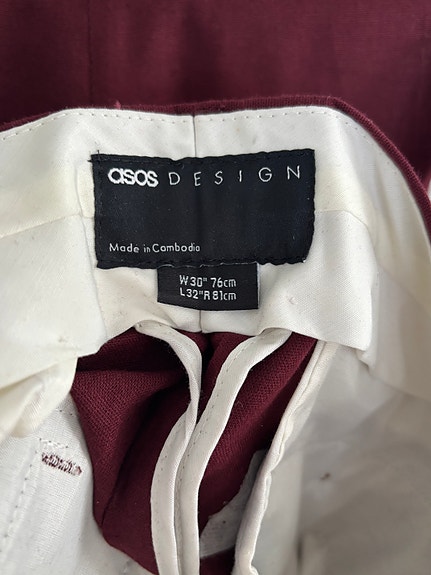 asos DESIGN
Made in Cambodia
W30" 76cm
L32"R 81cm